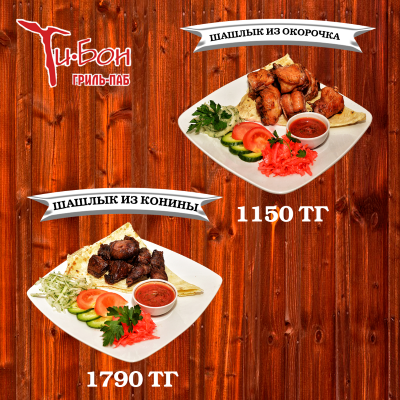 Ти·Бон
ГРИЛЬ-ПАБ
ШАШЛЫК ИЗ ОКОРОЧКА
1150 ТГ
ШАШЛЫК ИЗ КОНИНЫ
1790 ТГ